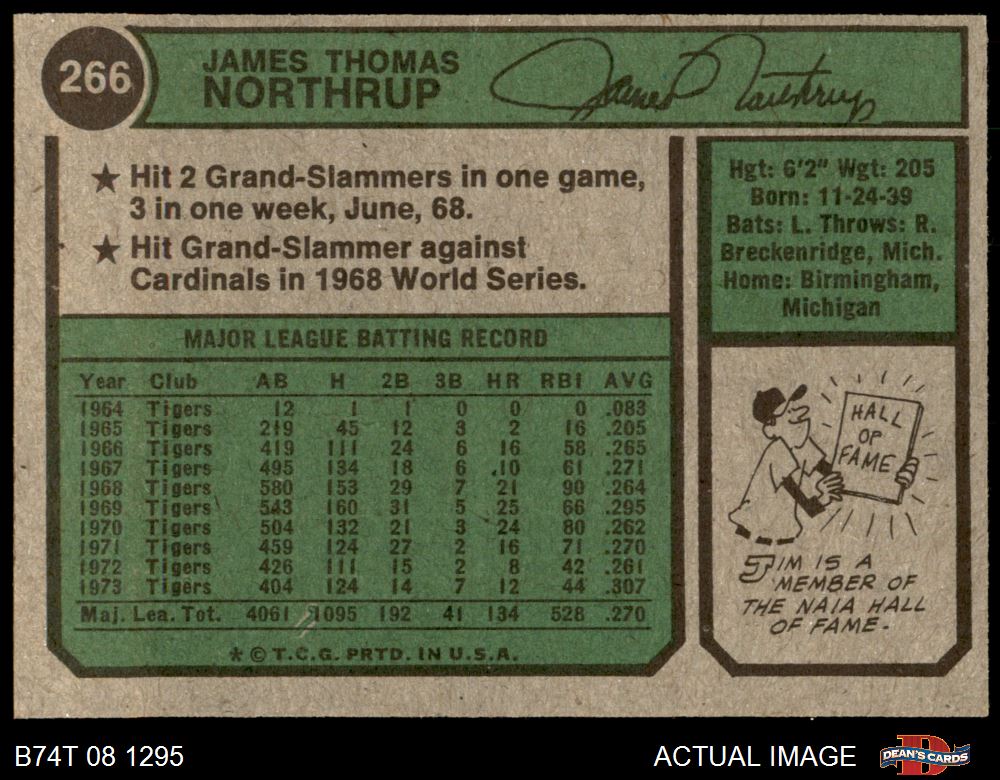 266
JAMES THOMAS
NORTHRUP
James Northrup
★ Hit 2 Grand-Slammers in one game,
3 in one week, June, 68.
★ Hit Grand-Slammer against
Cardinals in 1968 World Series.
MAJOR LEAGUE BATTING RECORD
Year Club AB H 2B 3B HR RBI AVG
1964 Tigers 12 1 1 0 0 0 .083
1965 Tigers 219 45 12 3 2 16 .205
1966 Tigers 419 111 24 6 16 58 .265
1967 Tigers 495 134 18 6 10 61 .271
1968 Tigers 580 153 29 7 21 90 .264
1969 Tigers 543 160 31 5 25 66 .295
1970 Tigers 504 132 21 3 24 80 .262
1971 Tigers 459 124 27 2 16 71 .270
1972 Tigers 426 111 15 2 8 42 .261
1973 Tigers 404 124 14 7 12 44 .307
Maj. Lea. Tot. 4061 1095 192 41 134 528 .270
* © T.C.G. PRTD. IN U.S.A.
Hgt: 6'2" Wgt: 205
Born: 11-24-39
Bats: L. Throws: R.
Breckenridge, Mich.
Home: Birmingham,
Michigan
HALL
OF
FAME
JIM IS A
MEMBER OF
THE NAIA HALL
OF FAME.
B74T 08 1295
ACTUAL IMAGE
DEAN'S CARDS